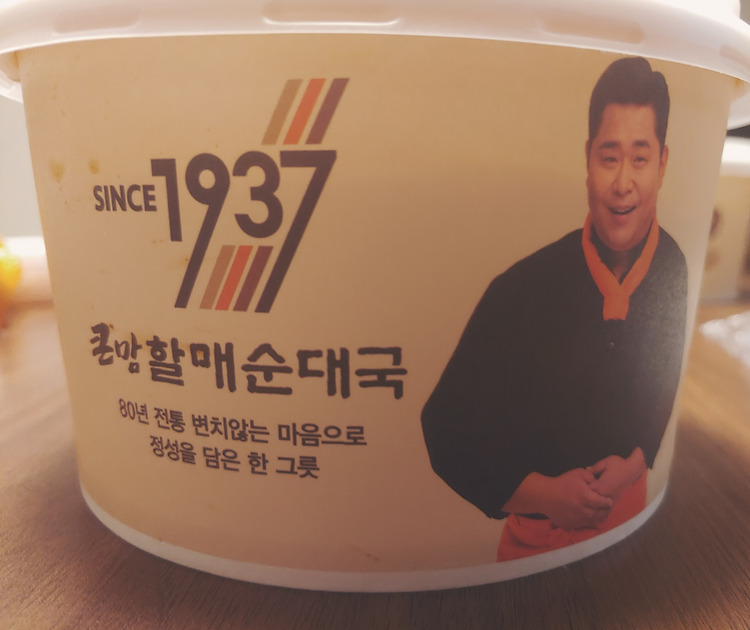 SINCE 1937
큰맘할매순대국
80년 전통 변치않는 마음으로
정성을 담은 한 그릇